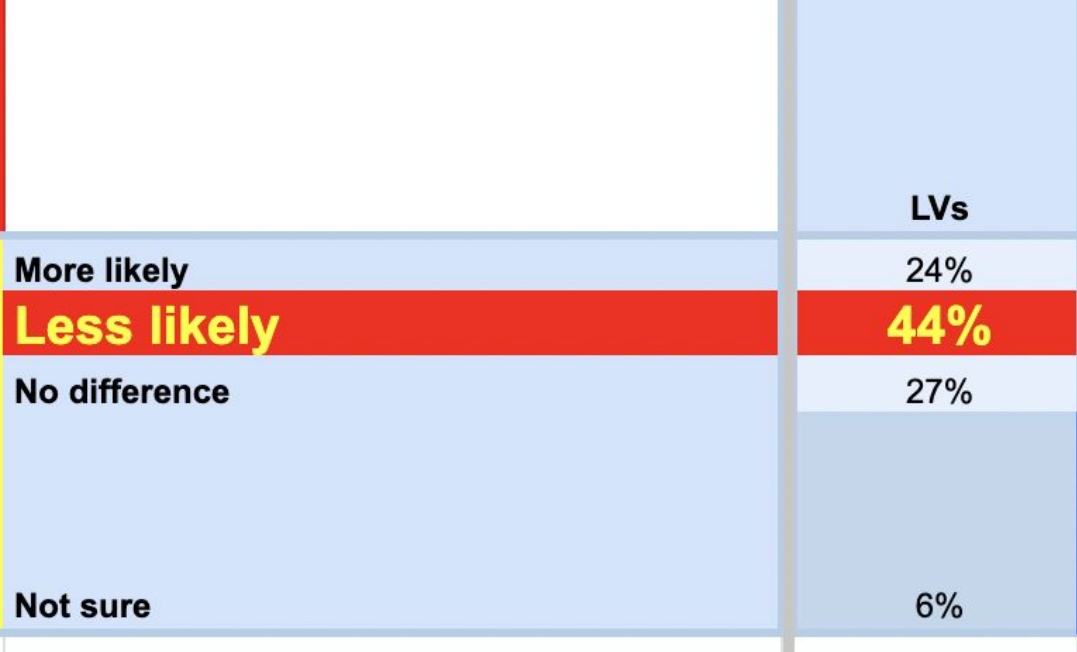 LVs
More likely 24%
Less likely 44%
No difference 27%
Not sure 6%